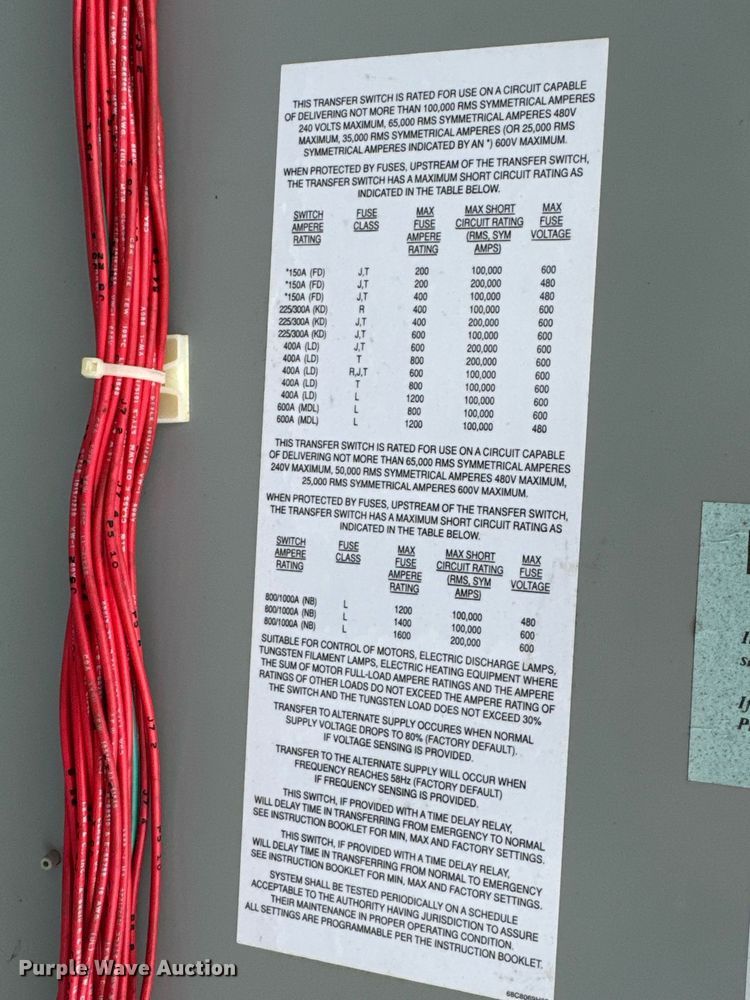 THIS TRANSFER SWITCH IS RATED FOR USE ON A CIRCUIT CAPABLE
OF DELIVERING NOT MORE THAN 100,000 RMS SYMMETRICAL AMPERES
240 VOLTS MAXIMUM, 65,000 RMS SYMMETRICAL AMPERES 480V
MAXIMUM, 35,000 RMS SYMMETRICAL AMPERES (OR 25,000 RMS
SYMMETRICAL AMPERES INDICATED BY AN *) 600V MAXIMUM.
WHEN PROTECTED BY FUSES, UPSTREAM OF THE TRANSFER SWITCH,
THE TRANSFER SWITCH HAS A MAXIMUM SHORT CIRCUIT RATING AS
INDICATED IN THE TABLE BELOW.
SWITCH FUSE MAX MAX SHORT MAX
AMPERE CLASS FUSE CIRCUIT RATING FUSE
RATING AMPERE (RMS, SYM VOLTAGE
RATING AMPS)
*150A (FD) J,T 200 100,000 600
*150A (FD) J,T 200 200,000 480
*150A (FD) J,T 400 100,000 480
225/300A (KD) R 400 100,000 600
225/300A (KD) J,T 400 200,000 600
225/300A (KD) J,T 600 100,000 600
400A (LD) J,T 600 200,000 600
400A (LD) T 800 200,000 600
400A (LD) R,J,T 600 100,000 600
400A (LD) T 800 100,000 600
400A (LD) L 1200 100,000 600
600A (MDL) L 800 100,000 600
600A (MDL) L 1200 100,000 480
THIS TRANSFER SWITCH IS RATED FOR USE ON A CIRCUIT CAPABLE
OF DELIVERING NOT MORE THAN 65,000 RMS SYMMETRICAL AMPERES
240V MAXIMUM, 50,000 RMS SYMMETRICAL AMPERES 480V MAXIMUM,
25,000 RMS SYMMETRICAL AMPERES 600V MAXIMUM.
WHEN PROTECTED BY FUSES, UPSTREAM OF THE TRANSFER SWITCH,
THE TRANSFER SWITCH HAS A MAXIMUM SHORT CIRCUIT RATING AS
INDICATED IN THE TABLE BELOW.
SWITCH FUSE MAX MAX SHORT MAX
AMPERE CLASS FUSE CIRCUIT RATING FUSE
RATING AMPERE (RMS, SYM VOLTAGE
RATING AMPS)
800/1000A (NB) L 1200 100,000 480
800/1000A (NB) L 1400 100,000 600
800/1000A (NB) L 1600 200,000 600
SUITABLE FOR CONTROL OF MOTORS, ELECTRIC DISCHARGE LAMPS,
TUNGSTEN FILAMENT LAMPS, ELECTRIC HEATING EQUIPMENT WHERE
THE SUM OF MOTOR FULL-LOAD AMPERE RATINGS AND THE AMPERE
RATINGS OF OTHER LOADS DO NOT EXCEED THE AMPERE RATING OF
THE SWITCH AND THE TUNGSTEN LOAD DOES NOT EXCEED 30%
TRANSFER TO ALTERNATE SUPPLY OCCURES WHEN NORMAL
SUPPLY VOLTAGE DROPS TO 80% (FACTORY DEFAULT).
IF VOLTAGE SENSING IS PROVIDED.
TRANSFER TO THE ALTERNATE SUPPLY WILL OCCUR WHEN
FREQUENCY REACHES 58Hz (FACTORY DEFAULT)
IF FREQUENCY SENSING IS PROVIDED.
THIS SWITCH, IF PROVIDED WITH A TIME DELAY RELAY,
WILL DELAY TIME IN TRANSFERRING FROM EMERGENCY TO NORMAL
SEE INSTRUCTION BOOKLET FOR MIN, MAX AND FACTORY SETTINGS.
THIS SWITCH, IF PROVIDED WITH A TIME DELAY RELAY,
WILL DELAY TIME IN TRANSFERRING FROM NORMAL TO EMERGENCY
SEE INSTRUCTION BOOKLET FOR MIN, MAX AND FACTORY SETTINGS.
SYSTEM SHALL BE TESTED PERIODICALLY ON A SCHEDULE
ACCEPTABLE TO THE AUTHORITY HAVING JURISDICTION TO ASSURE
THEIR MAINTENANCE IN PROPER OPERATING CONDITION.
ALL SETTINGS ARE PROGRAMMABLE PER THE INSTRUCTION BOOKLET.
Purple Wave Auction